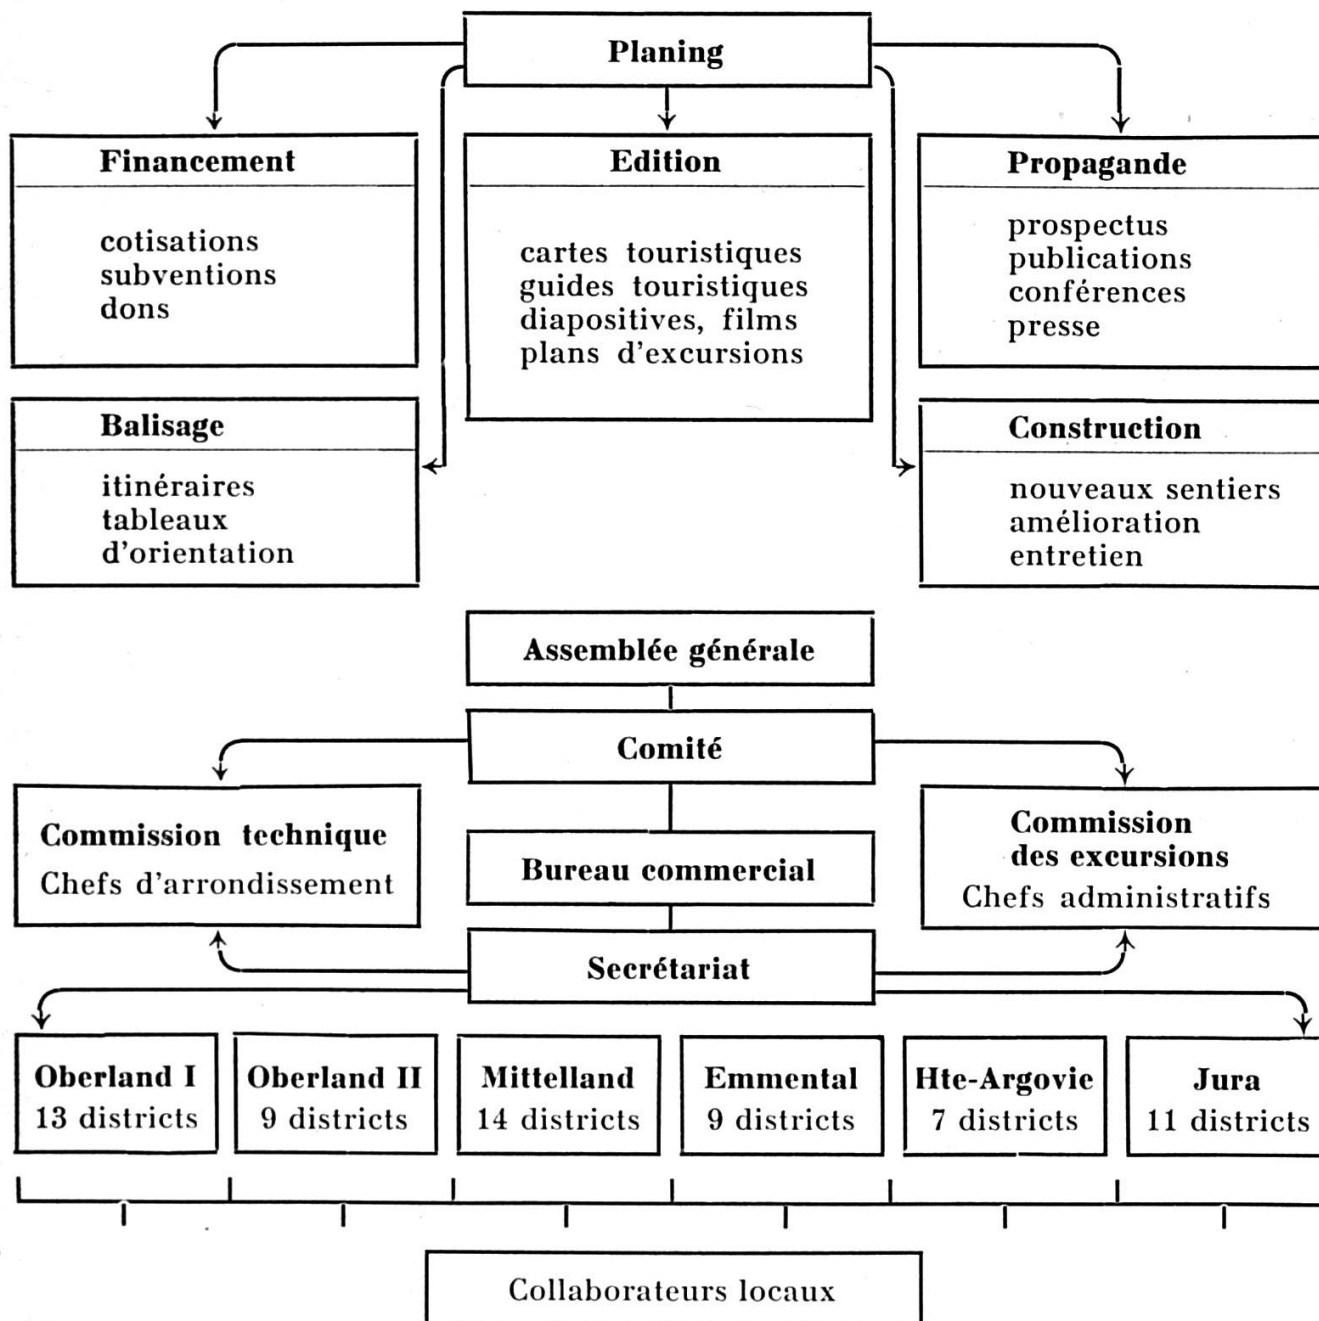 Planing
Financement
cotisations
subventions
dons
Edition
cartes touristiques
guides touristiques
diapositives, films
plans d'excursions
Propagande
prospectus
publications
conférences
presse
Balisage
itinéraires
tableaux
d'orientation
Construction
nouveaux sentiers
amélioration
entretien
Assemblée générale
Comité
Commission technique
Chefs d'arrondissement
Bureau commercial
Commission
des excursions
Chefs administratifs
Secrétariat
Oberland I
13 districts
Oberland II
9 districts
Mittelland
14 districts
Emmental
9 districts
Hte-Argovie
7 districts
Jura
11 districts
Collaborateurs locaux